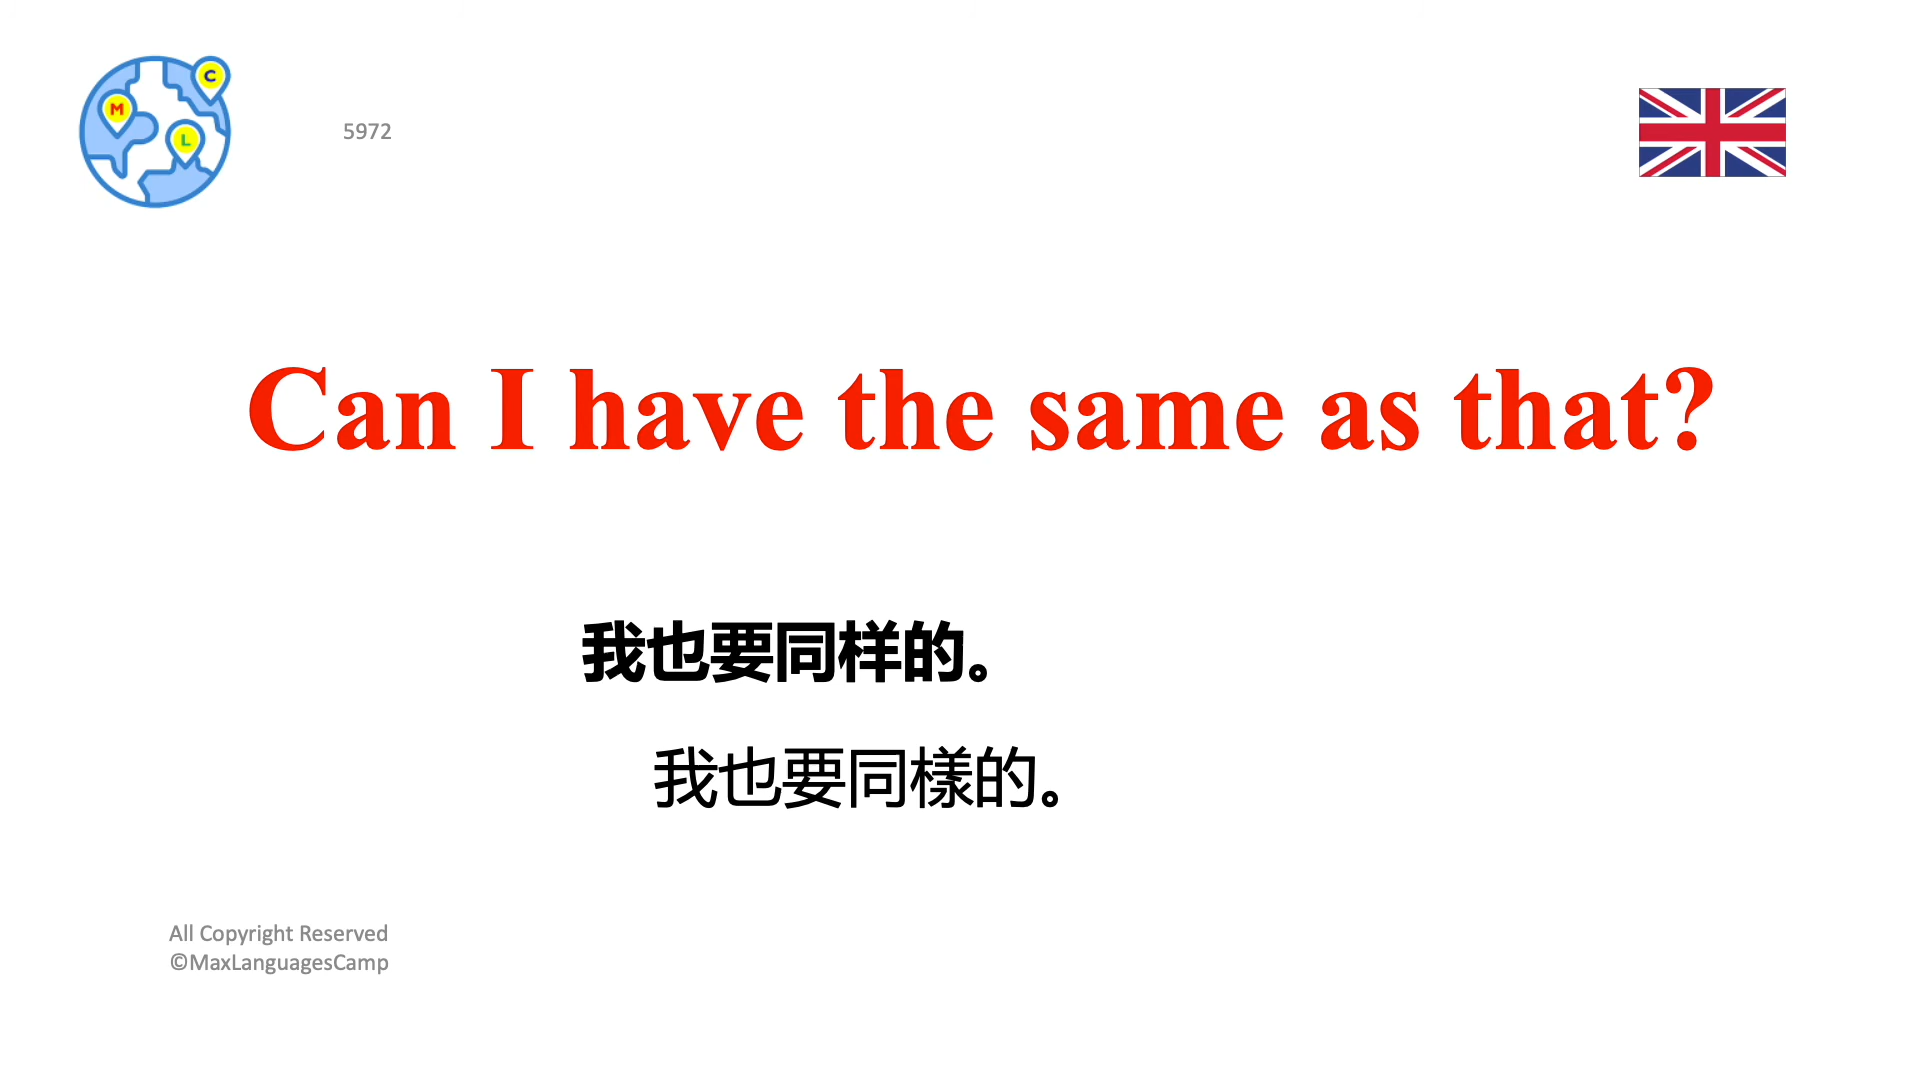 C
M
L
5972
Can I have the same as that?
我也要同样的。
我也要同樣的。
All Copyright Reserved
©MaxLanguagesCamp